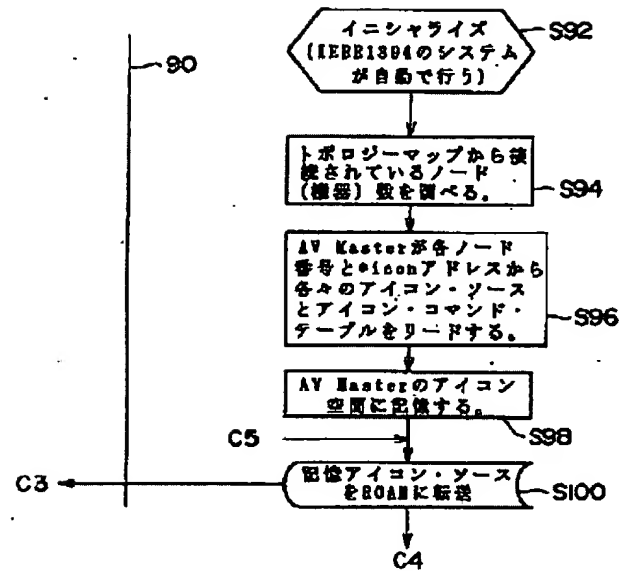 イニシャライズ
(IEEE1394のシステム
が自動で行う)
S92
90
トポロジーマップから接
続されているノード
(機器)数を調べる。
S94
AV Masterが各ノード
番号と*iconアドレスから
各々のアイコン・ソース
とアイコン・コマンド・
テーブルをリードする。
S96
AV Masterのアイコン
空間に記憶する。
S98
C5
記憶アイコン・ソース
をROAMに転送
S100
C3
C4